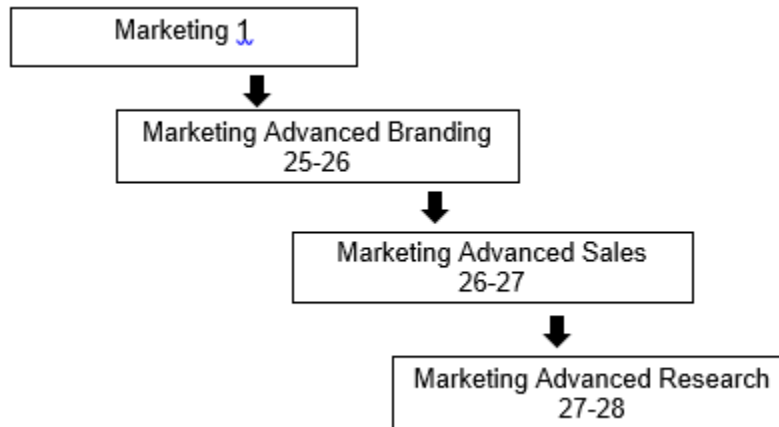 Marketing 1
Marketing Advanced Branding
25-26
Marketing Advanced Sales
26-27
Marketing Advanced Research
27-28